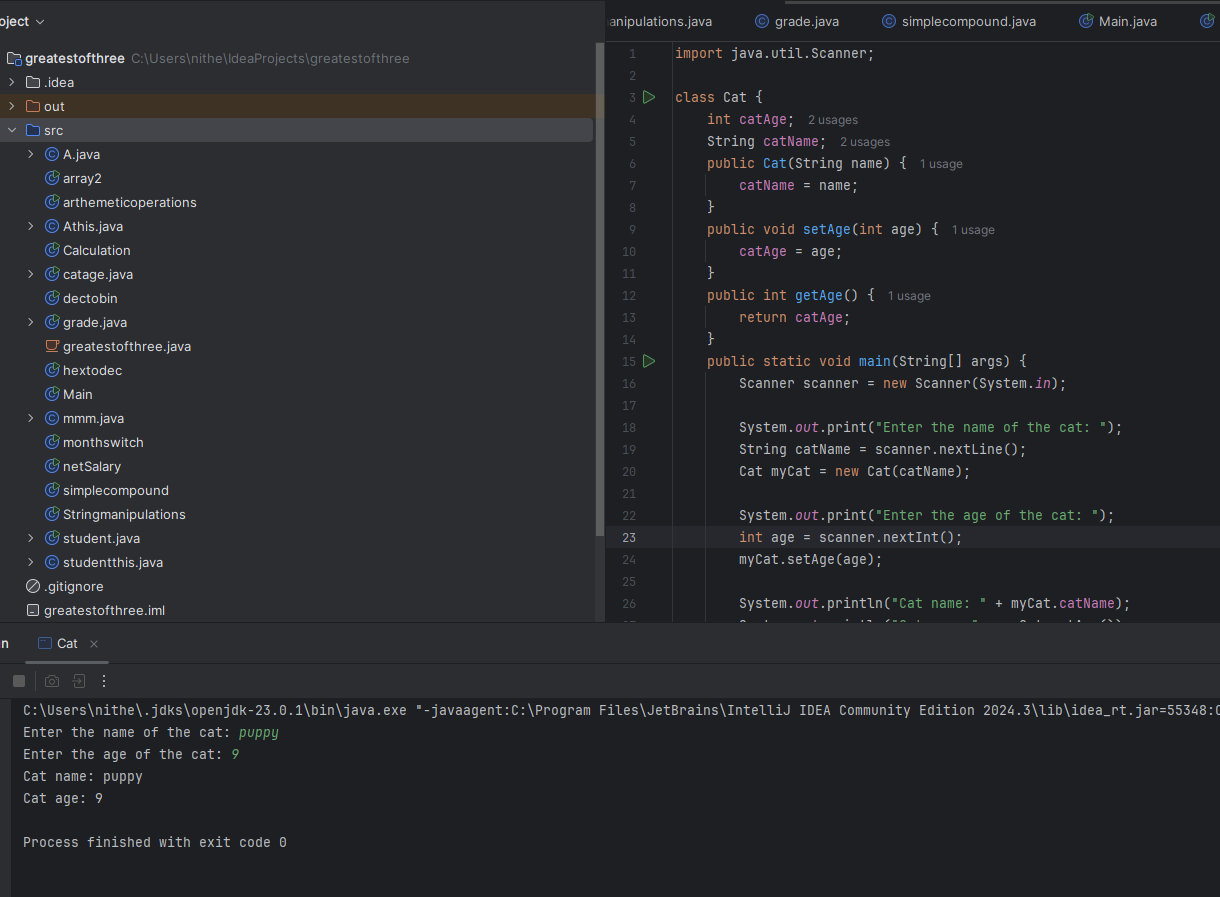 oject
anipulations.java grade.java simplecompound.java Main.java
greatestofthree C:\Users\nithe\IdeaProjects\greatestofthree
.idea
out
src
A.java
array2
arthemeticoperations
Athis.java
Calculation
catage.java
dectobin
grade.java
greatestofthree.java
hextodec
Main
mmm.java
monthswitch
netSalary
simplecompound
Stringmanipulations
student.java
studentthis.java
.gitignore
greatestofthree.iml
1 import java.util.Scanner;
2
3 class Cat {
4 int catAge; 2 usages
5 String catName; 2 usages
6 public Cat(String name) { 1 usage
7 catName = name;
8 }
9 public void setAge(int age) { 1 usage
10 catAge = age;
11 }
12 public int getAge() { 1 usage
13 return catAge;
14 }
15 public static void main(String[] args) {
16 Scanner scanner = new Scanner(System.in);
17
18 System.out.print("Enter the name of the cat: ");
19 String catName = scanner.nextLine();
20 Cat myCat = new Cat(catName);
21
22 System.out.print("Enter the age of the cat: ");
23 int age = scanner.nextInt();
24 myCat.setAge(age);
25
26 System.out.println("Cat name: " + myCat.catName);
n Cat
C:\Users\nithe\.jdks\openjdk-23.0.1\bin\java.exe "-javaagent:C:\Program Files\JetBrains\IntelliJ IDEA Community Edition 2024.3\lib\idea_rt.jar=55348:C
Enter the name of the cat: puppy
Enter the age of the cat: 9
Cat name: puppy
Cat age: 9
Process finished with exit code 0